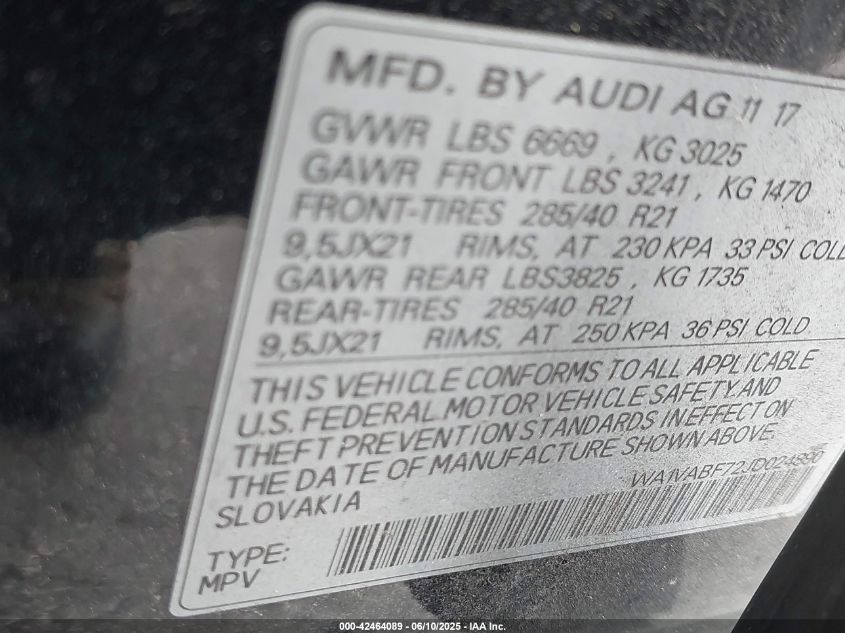 MFD. BY AUDI AG 11 17
GVWR LBS 6669 , KG 3025
GAWR FRONT LBS 3241 , KG 1470
FRONT-TIRES 285/40 R21
9,5JX21 RIMS, AT 230 KPA 33 PSI COLD
GAWR REAR LBS3825 , KG 1735
REAR-TIRES 285/40 R21
9,5JX21 RIMS, AT 250 KPA 36 PSI COLD
THIS VEHICLE CONFORMS TO ALL APPLICABLE
U.S. FEDERAL MOTOR VEHICLE SAFETY AND
THEFT PREVENTION STANDARDS IN EFFECT ON
THE DATE OF MANUFACTURE SHOWN ABOVE.
SLOVAKIA WA1VABF72JD024890
TYPE:
MPV
000-42464089 - 06/10/2025 - IAA Inc.